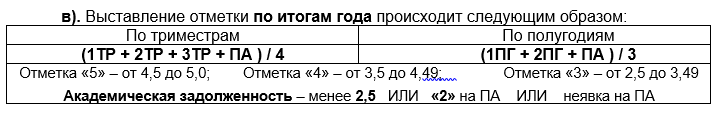 в). Выставление отметки по итогам года происходит следующим образом:
По триместрам По полугодиям
(1ТР + 2ТР + 3ТР + ПА ) / 4 (1ПГ + 2ПГ + ПА ) / 3
Отметка «5» – от 4,5 до 5,0; Отметка «4» – от 3,5 до 4,49; Отметка «3» – от 2,5 до 3,49
Академическая задолженность – менее 2,5 ИЛИ «2» на ПА ИЛИ неявка на ПА